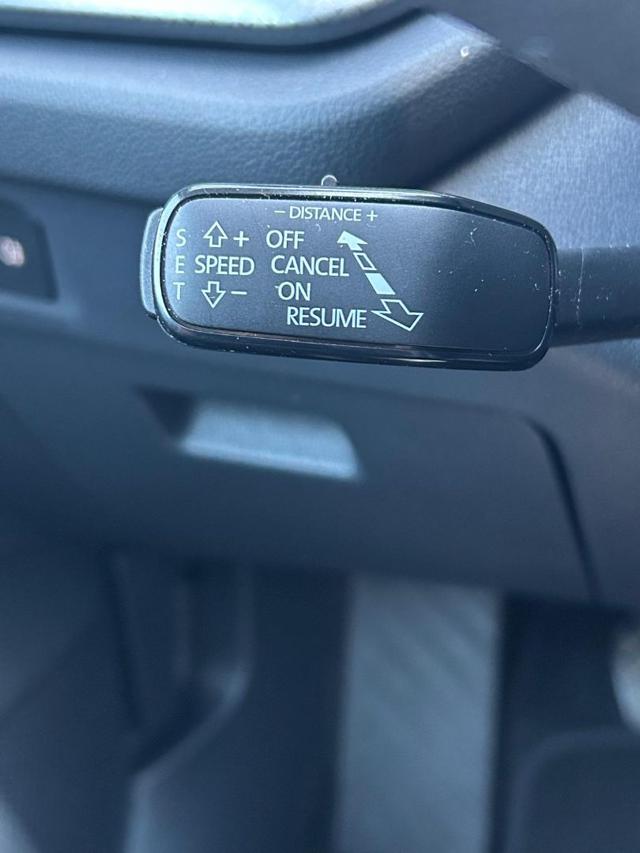 − DISTANCE +
S + OFF
E SPEED CANCEL
T − ON
RESUME